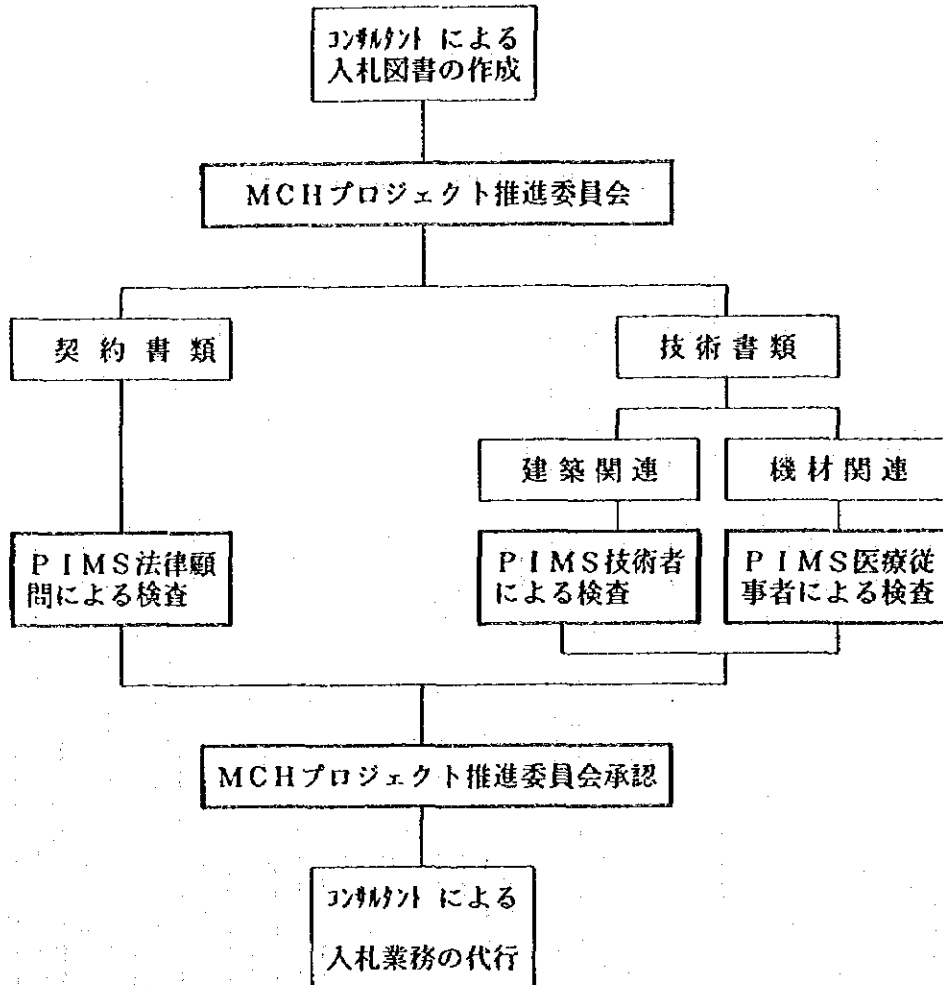 コンサルタント による
入札図書の作成
MCHプロジェクト推進委員会
契約書類
技術書類
建築関連
機材関連
PIMS法律顧
問による検査
PIMS技術者
による検査
PIMS医療従
事者による検査
MCHプロジェクト推進委員会承認
コンサルタント による
入札業務の代行